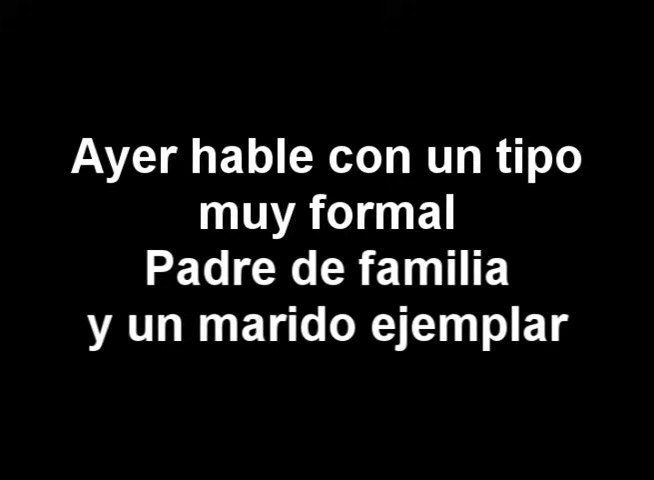 Ayer hable con un tipo
muy formal
Padre de familia
y un marido ejemplar